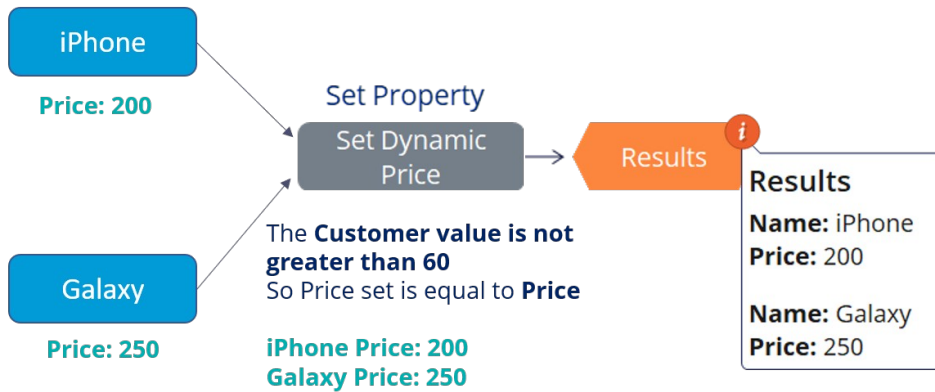 iPhone
Price: 200
Set Property
Set Dynamic
Price
Results
i
Results
Name: iPhone
Price: 200
Name: Galaxy
Price: 250
The Customer value is not
greater than 60
So Price set is equal to Price
iPhone Price: 200
Galaxy Price: 250
Galaxy
Price: 250